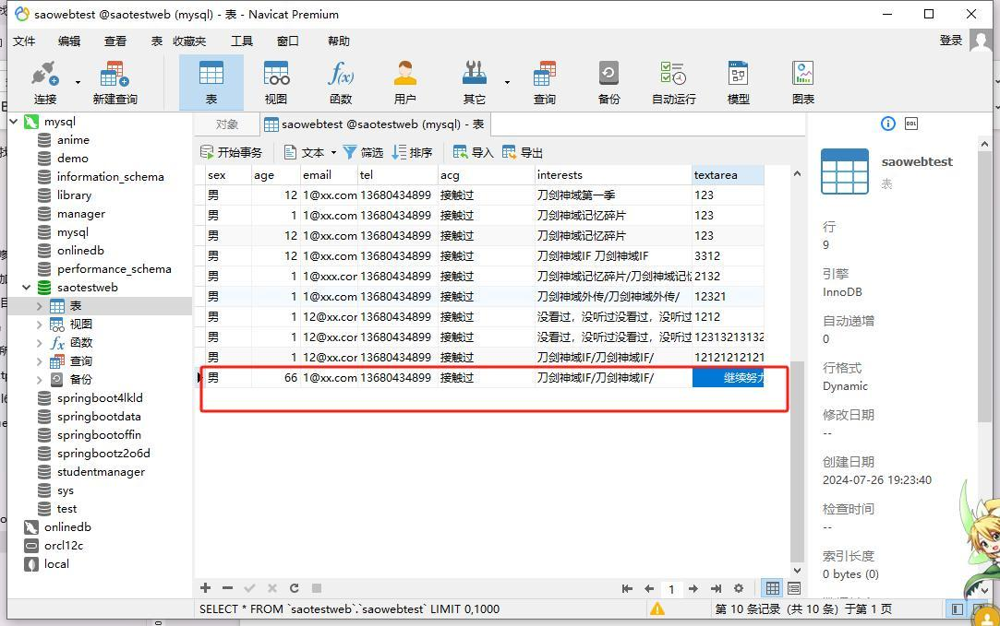 saowebtest @saotestweb (mysql) - 表 - Navicat Premium
文件 编辑 查看 表 收藏夹 工具 窗口 帮助 登录
连接 新建查询 表 视图 函数 用户 其它 查询 备份 自动运行 模型 图表
对象 saowebtest @saotestweb (mysql) - 表
开始事务 文本 筛选 排序 导入 导出
mysql
anime
demo
information_schema
library
manager
mysql
onlinedb
performance_schema
saotestweb
表
视图
函数
查询
备份
springboot4lkld
springbootdata
springbootoffin
springbootz2o6d
studentmanager
sys
test
onlinedb
orcl12c
local
sex age email tel acg interests textarea
男 12 1@xx.com 13680434899 接触过 刀剑神域第一季 123
男 1 1@xx.com 13680434899 接触过 刀剑神域记忆碎片 123
男 12 1@xx.com 13680434899 接触过 刀剑神域记忆碎片 123
男 12 1@xx.com 13680434899 接触过 刀剑神域IF 刀剑神域IF 3312
男 1 1@xxx.cor 13680434899 接触过 刀剑神域记忆碎片/刀剑神域记忆 2132
男 1 1@xx.com 13680434899 接触过 刀剑神域外传/刀剑神域外传/ 12321
男 1 12@xx.cor 13680434899 接触过 没看过，没听过没看过，没听过 1212
男 1 12@xx.cor 13680434899 接触过 没看过，没听过没看过，没听过 12313213132
男 1 12@xx.cor 13680434899 接触过 刀剑神域IF/刀剑神域IF/ 12121212121
男 66 1@xx.com 13680434899 接触过 刀剑神域IF/刀剑神域IF/ 继续努力
1
SELECT * FROM `saotestweb`.`saowebtest` LIMIT 0,1000
第 10 条记录 （共 10 条）于第 1 页
DDL
saowebtest
表
行
9
引擎
InnoDB
自动递增
0
行格式
Dynamic
修改日期
--
创建日期
2024-07-26 19:23:40
检查时间
--
索引长度
0 bytes (0)